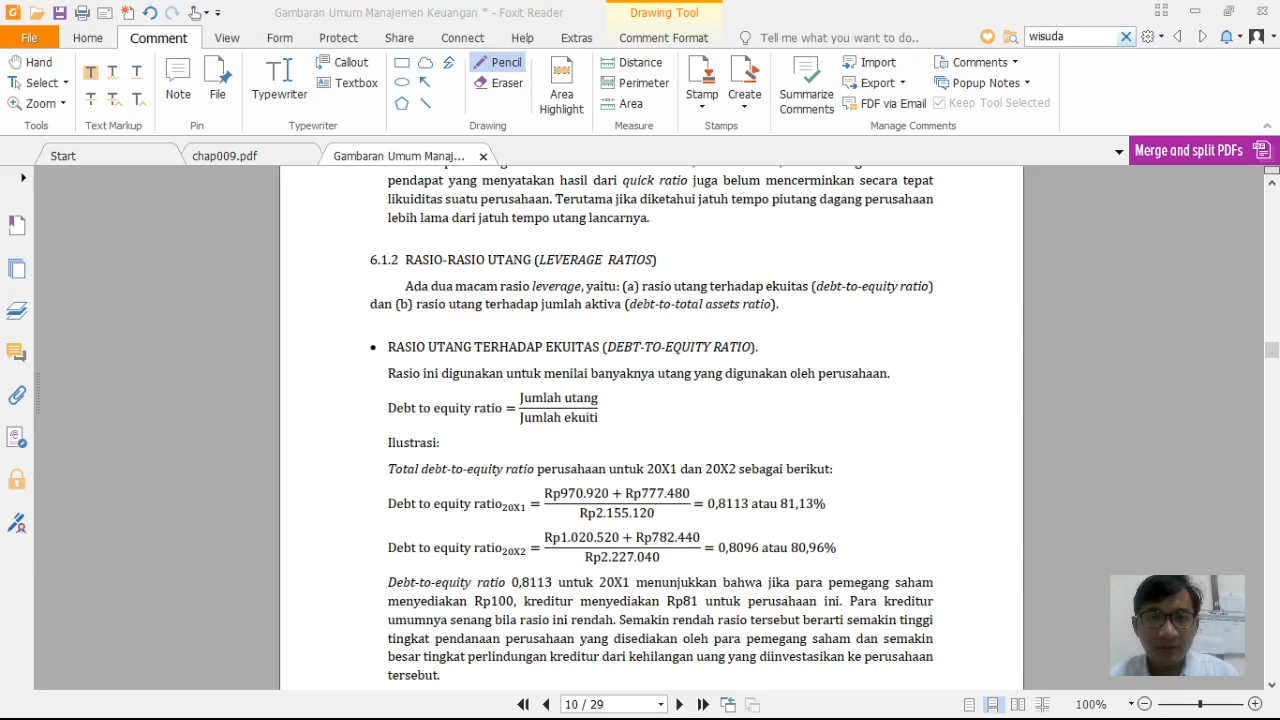 Gambaran Umum Manajemen Keuangan * - Foxit Reader
Drawing Tool
File Home Comment View Form Protect Share Connect Help Extras Comment Format Tell me what you want to do.. wisuda
Hand
Select
Zoom
Tools
T T T
T T T
Text Markup
Note
File
Pin
Typewriter
Callout
Textbox
Typewriter
Pencil
Eraser
Area Highlight
Drawing
Distance
Perimeter
Area
Measure
Stamp
Create
Stamps
Summarize Comments
Import
Export
FDF via Email
Comments
Popup Notes
Keep Tool Selected
Manage Comments
Start chap009.pdf Gambaran Umum Manaj... Merge and split PDFs
pendapat yang menyatakan hasil dari quick ratio juga belum mencerminkan secara tepat
likuiditas suatu perusahaan. Terutama jika diketahui jatuh tempo piutang dagang perusahaan
lebih lama dari jatuh tempo utang lancarnya.
6.1.2 RASIO-RASIO UTANG (LEVERAGE RATIOS)
Ada dua macam rasio leverage, yaitu: (a) rasio utang terhadap ekuitas (debt-to-equity ratio)
dan (b) rasio utang terhadap jumlah aktiva (debt-to-total assets ratio).
• RASIO UTANG TERHADAP EKUITAS (DEBT-TO-EQUITY RATIO).
Rasio ini digunakan untuk menilai banyaknya utang yang digunakan oleh perusahaan.
Jumlah utang
Debt to equity ratio =
Jumlah ekuiti
Ilustrasi:
Total debt-to-equity ratio perusahaan untuk 20X1 dan 20X2 sebagai berikut:
Rp970.920 + Rp777.480
Debt to equity ratio20X1 = = 0,8113 atau 81,13%
Rp2.155.120
Rp1.020.520 + Rp782.440
Debt to equity ratio20X2 = = 0,8096 atau 80,96%
Rp2.227.040
Debt-to-equity ratio 0,8113 untuk 20X1 menunjukkan bahwa jika para pemegang saham
menyediakan Rp100, kreditur menyediakan Rp81 untuk perusahaan ini. Para kreditur
umumnya senang bila rasio ini rendah. Semakin rendah rasio tersebut berarti semakin tinggi
tingkat pendanaan perusahaan yang disediakan oleh para pemegang saham dan semakin
besar tingkat perlindungan kreditur dari kehilangan uang yang diinvestasikan ke perusahaan
tersebut.
10 / 29
100%